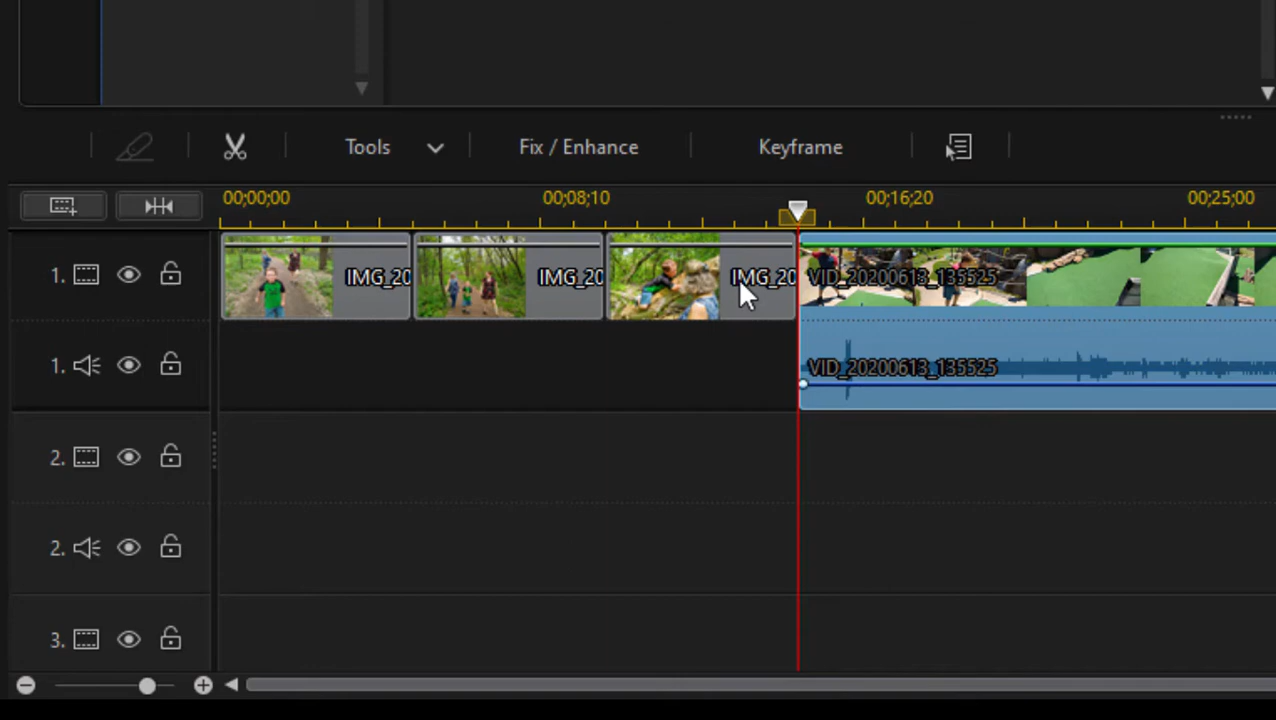 Tools Fix / Enhance Keyframe
00;00;00 00;08;10 00;16;20 00;25;00
1. IMG_20 IMG_20 IMG_20 VID_20200613_135525
1. VID_20200613_135525
2.
2.
3.